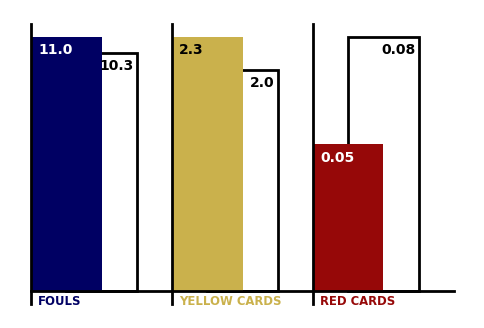 11.0
10.3
2.3
2.0
0.05
0.08
FOULS
YELLOW CARDS
RED CARDS